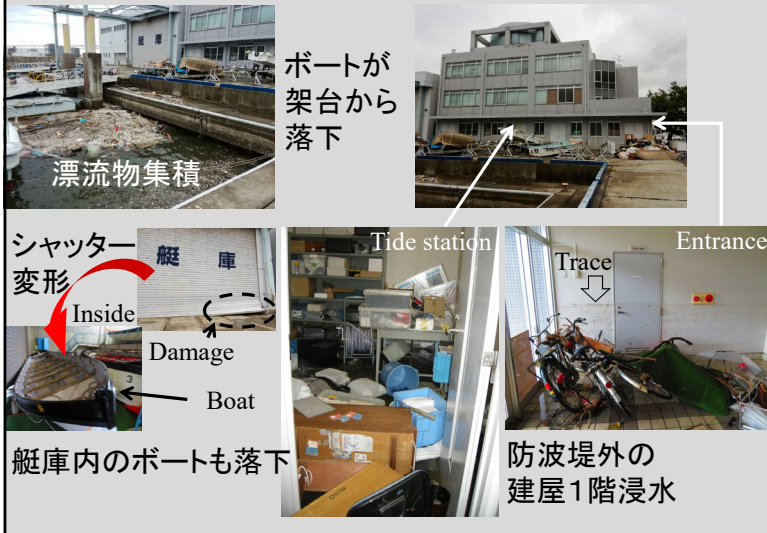 艇庫
ボートが
架台から
落下
漂流物集積
シャッター
変形
艇 庫
Tide station
Entrance
Trace
Inside
Damage
3
Boat
艇庫内のボートも落下
防波堤外の
建屋1階浸水